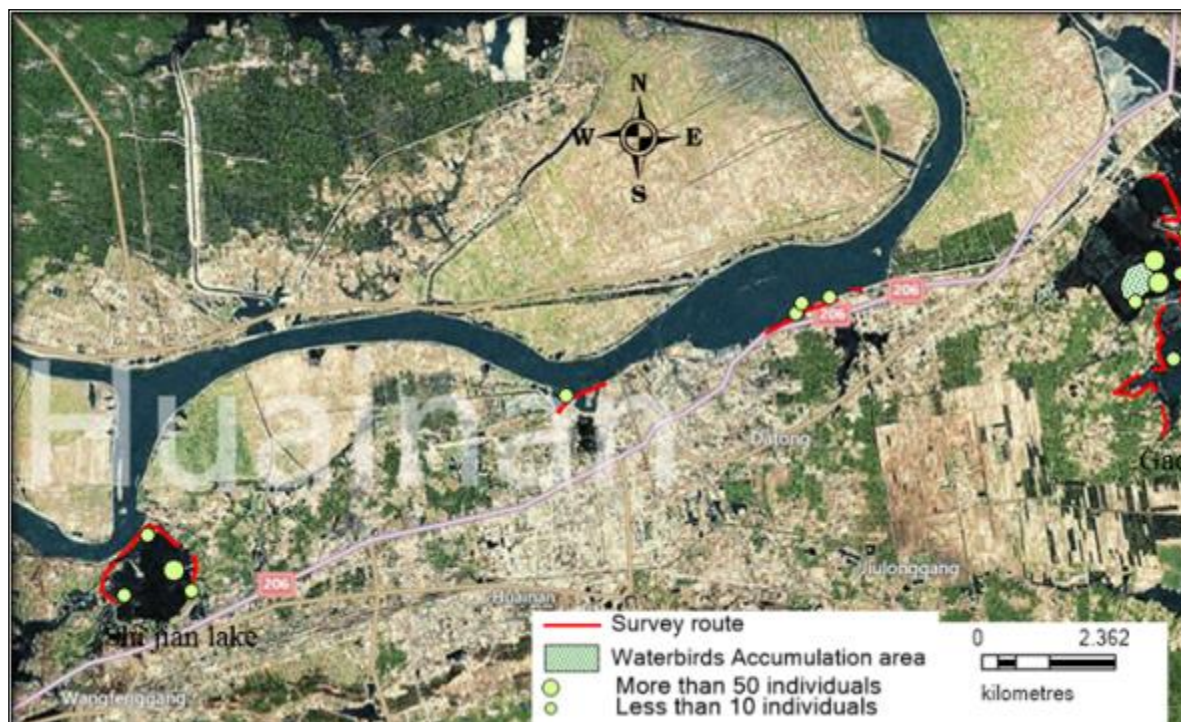 N
W E
S
206
206
Huainan
Datong
Gao
Jiulonggang
206
Huainan
Shi jian lake
Wangfenggang
Survey route
Waterbirds Accumulation area
More than 50 individuals
Less than 10 individuals
0 2.362
kilometres